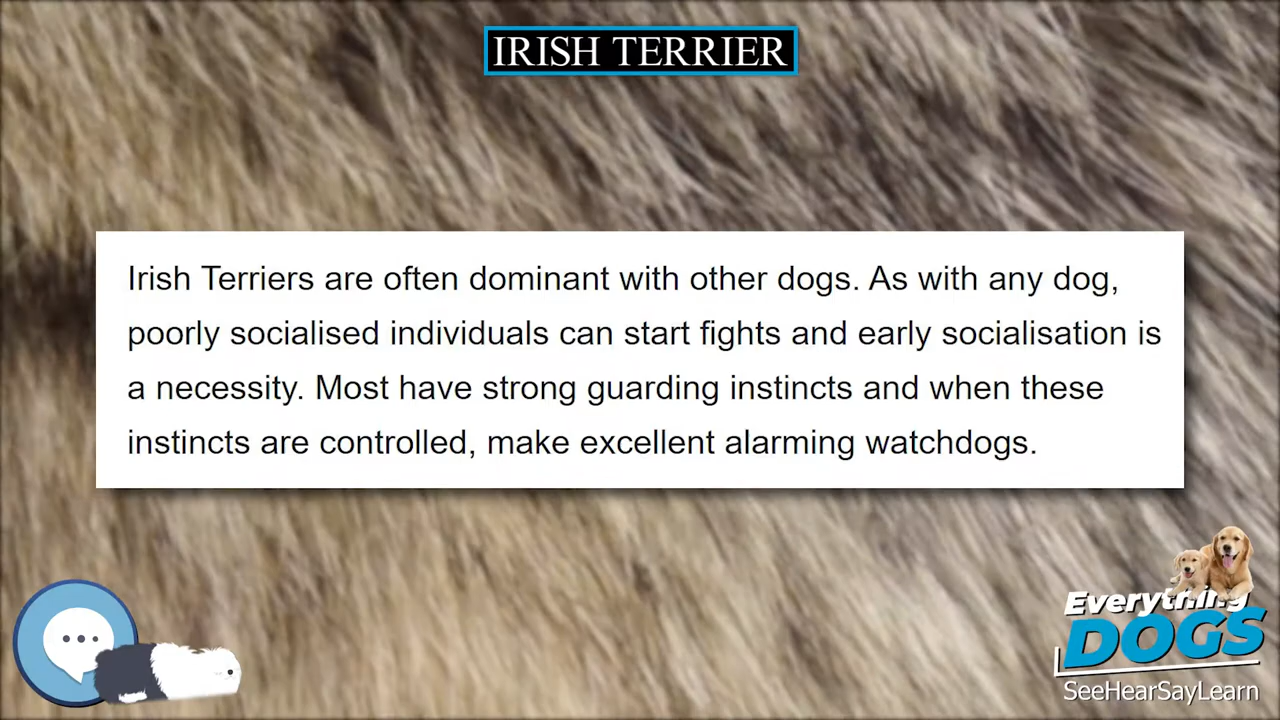 IRISH TERRIER
Irish Terriers are often dominant with other dogs. As with any dog,
poorly socialised individuals can start fights and early socialisation is
a necessity. Most have strong guarding instincts and when these
instincts are controlled, make excellent alarming watchdogs.
Everything
DOGS
SeeHearSayLearn